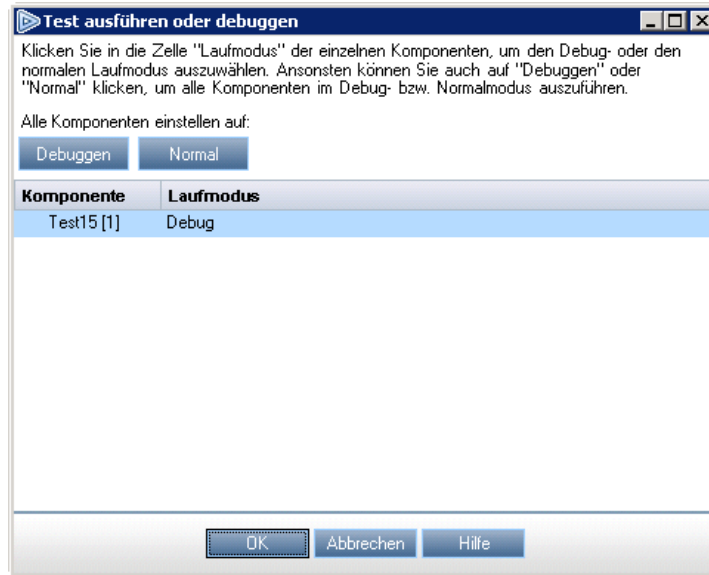 Test ausführen oder debuggen
Klicken Sie in die Zelle "Laufmodus" der einzelnen Komponenten, um den Debug- oder den
normalen Laufmodus auszuwählen. Ansonsten können Sie auch auf "Debuggen" oder
"Normal" klicken, um alle Komponenten im Debug- bzw. Normalmodus auszuführen.
Alle Komponenten einstellen auf:
Debuggen Normal
Komponente Laufmodus
Test15 [1] Debug
OK Abbrechen Hilfe